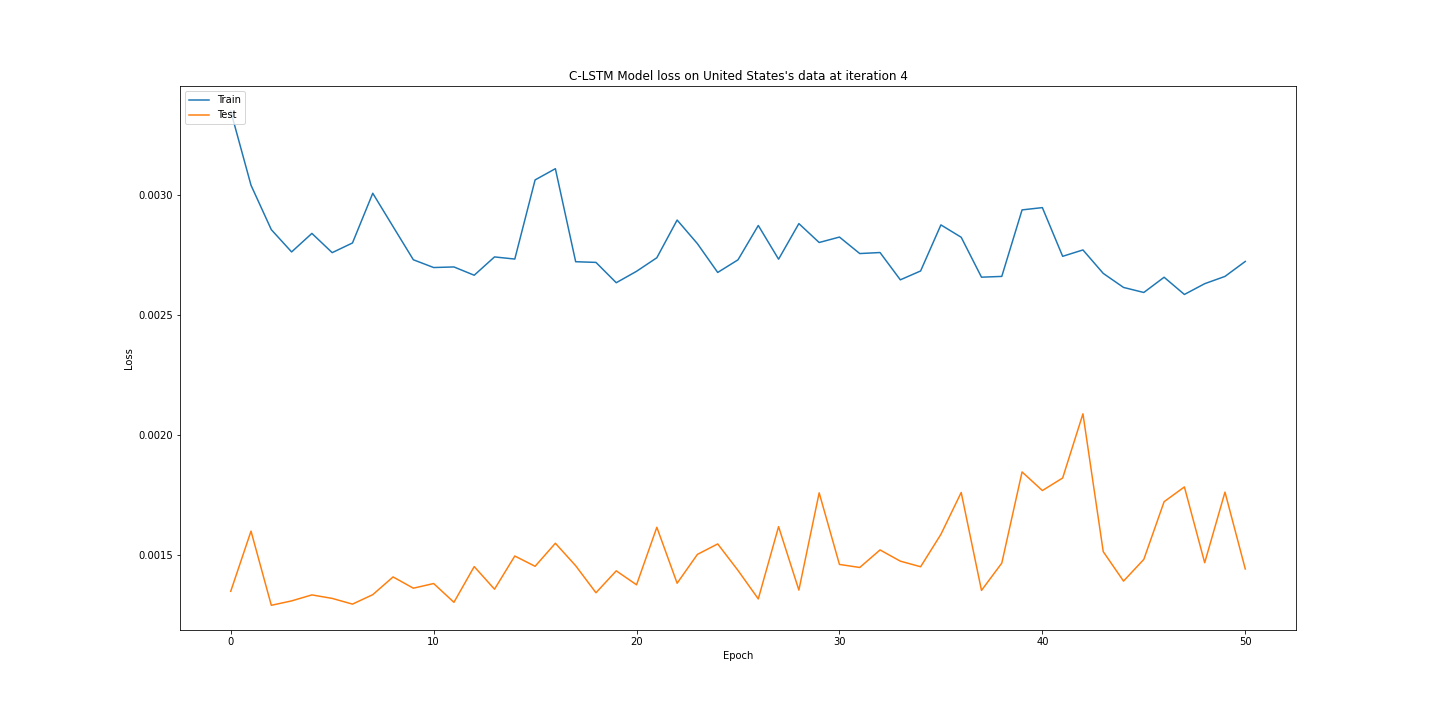 C-LSTM Model loss on United States's data at iteration 4
Train
Test
0.0030
0.0025
0.0020
0.0015
Loss
0 10 20 30 40 50
Epoch